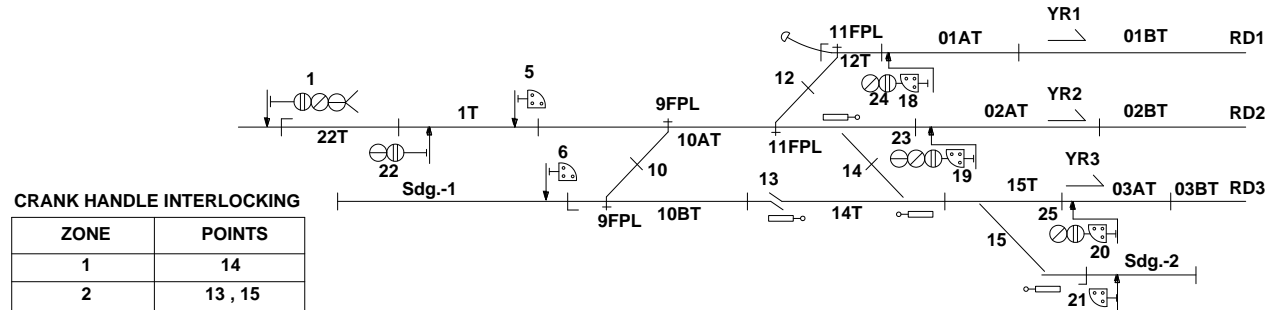 YR1
1
5
11FPL
01AT
01BT
RD1
12T
12
24
18
9FPL
YR2
1T
02AT
02BT
RD2
22T
10AT
11FPL
23
22
6
10
14
19
YR3
Sdg.-1
13
15T
03AT
03BT
RD3
9FPL
10BT
14T
25
15
20
Sdg.-2
21
CRANK HANDLE INTERLOCKING
ZONE POINTS
1 14
2 13 , 15